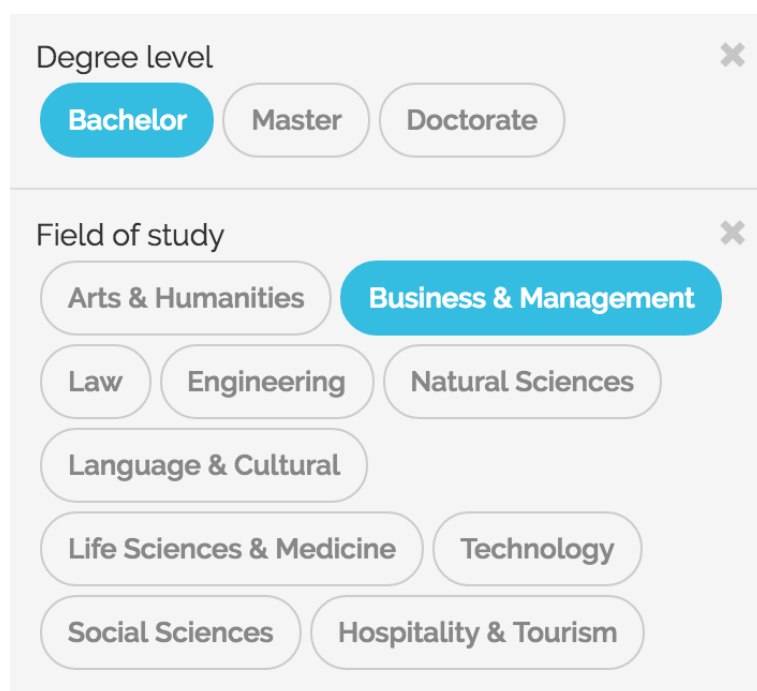 Degree level
Bachelor Master Doctorate
Field of study
Arts & Humanities Business & Management
Law Engineering Natural Sciences
Language & Cultural
Life Sciences & Medicine Technology
Social Sciences Hospitality & Tourism